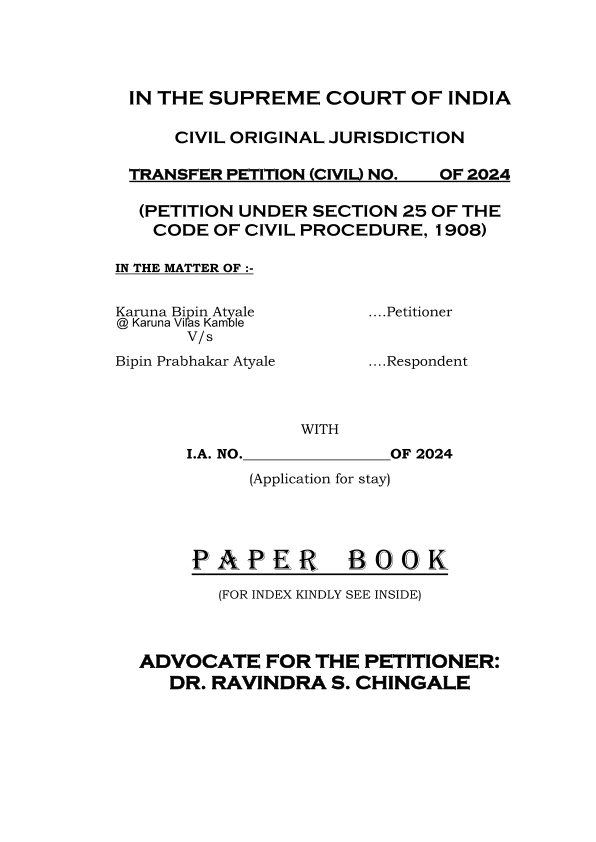 IN THE SUPREME COURT OF INDIA
CIVIL ORIGINAL JURISDICTION
TRANSFER PETITION (CIVIL) NO. OF 2024
(PETITION UNDER SECTION 25 OF THE
CODE OF CIVIL PROCEDURE, 1908)
IN THE MATTER OF :-
Karuna Bipin Atyale ....Petitioner
@ Karuna Vilas Kamble
V/s
Bipin Prabhakar Atyale ....Respondent
WITH
I.A. NO.____________________OF 2024
(Application for stay)
PAPER BOOK
(FOR INDEX KINDLY SEE INSIDE)
ADVOCATE FOR THE PETITIONER:
DR. RAVINDRA S. CHINGALE